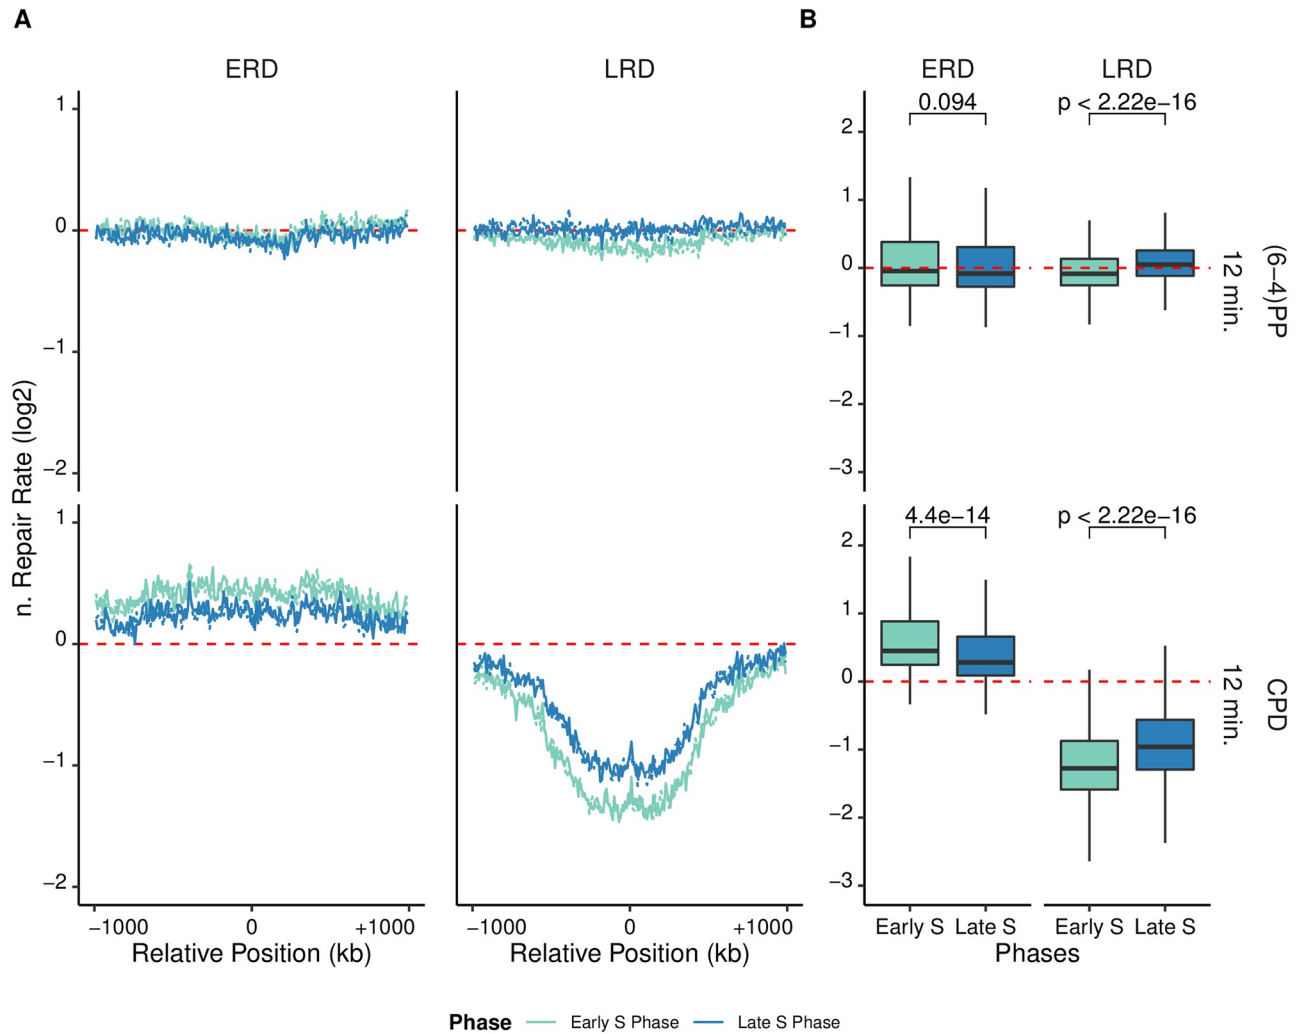 A
B
ERD
LRD
ERD
LRD
0.094
p < 2.22e−16
1
0
−1
−2
2
1
0
−1
−2
−3
(6−4)PP
12 min.
n. Repair Rate (log2)
4.4e−14
p < 2.22e−16
1
0
−1
−2
2
1
0
−1
−2
−3
CPD
12 min.
−1000
0
+1000
−1000
0
+1000
Early S
Late S
Early S
Late S
Relative Position (kb)
Relative Position (kb)
Phases
Phase
Early S Phase
Late S Phase